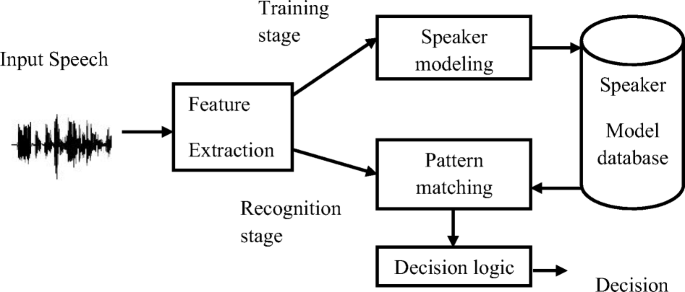 Training
stage
Input Speech
Speaker
modeling
Feature
Extraction
Speaker
Model
database
Pattern
matching
Recognition
stage
Decision logic
Decision